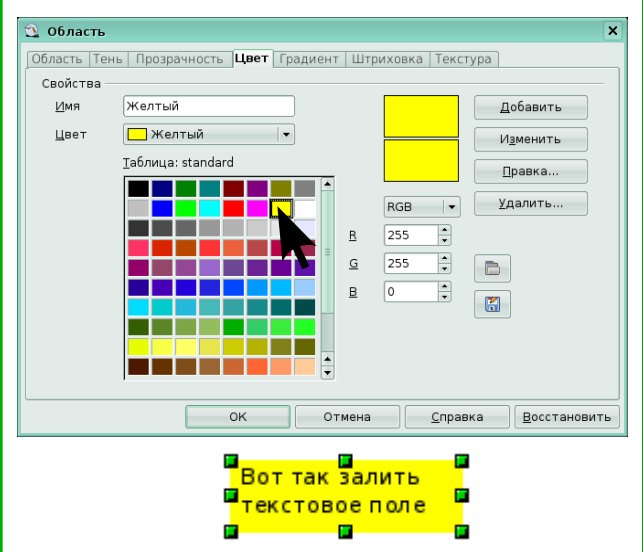 Область
Область Тень Прозрачность Цвет Градиент Штриховка Текстура
Свойства
Имя Желтый Добавить
Цвет Желтый Изменить
Таблица: standard Правка...
RGB Удалить...
R 255
G 255
B 0
OK Отмена Справка Восстановить
Вот так залить
текстовое поле